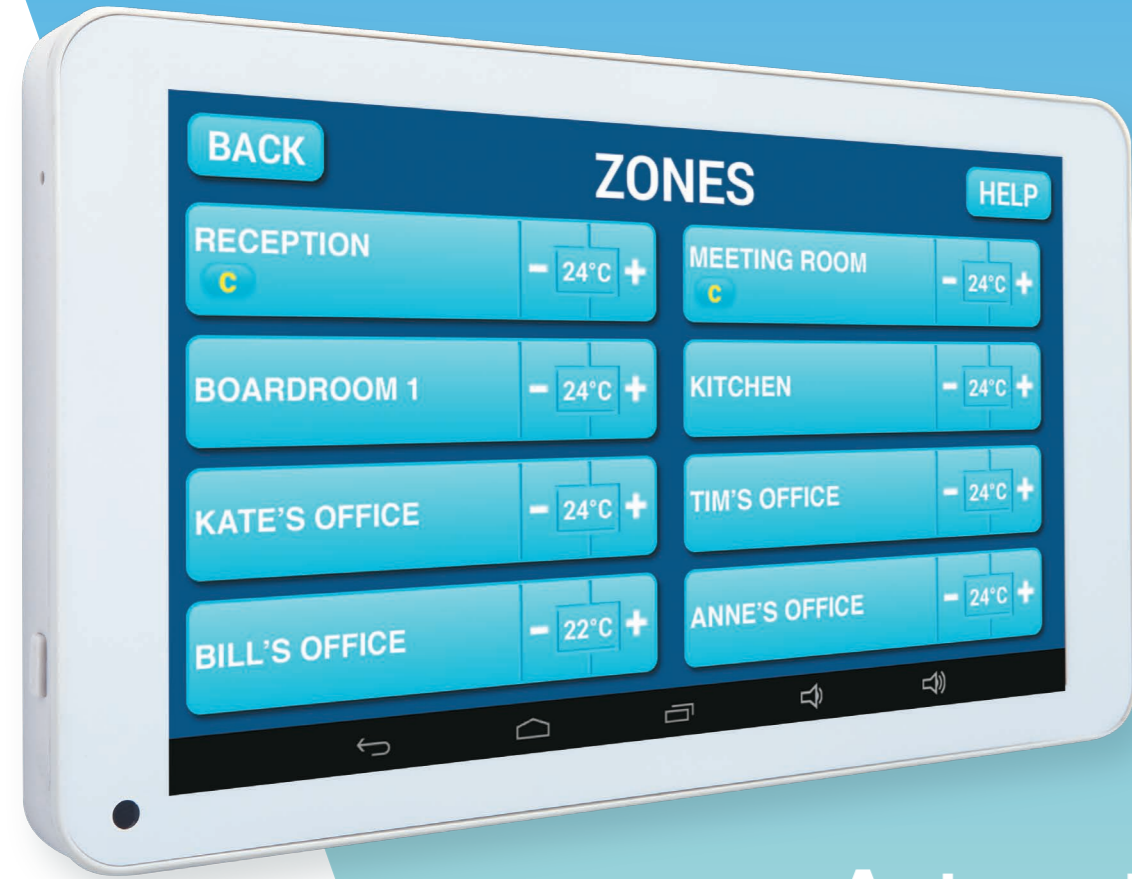 BACK
ZONES
HELP
RECEPTION
C
- 24°C +
MEETING ROOM
C
- 24°C +
BOARDROOM 1
- 24°C +
KITCHEN
- 24°C +
KATE'S OFFICE
- 24°C +
TIM'S OFFICE
- 24°C +
BILL'S OFFICE
- 22°C +
ANNE'S OFFICE
- 24°C +